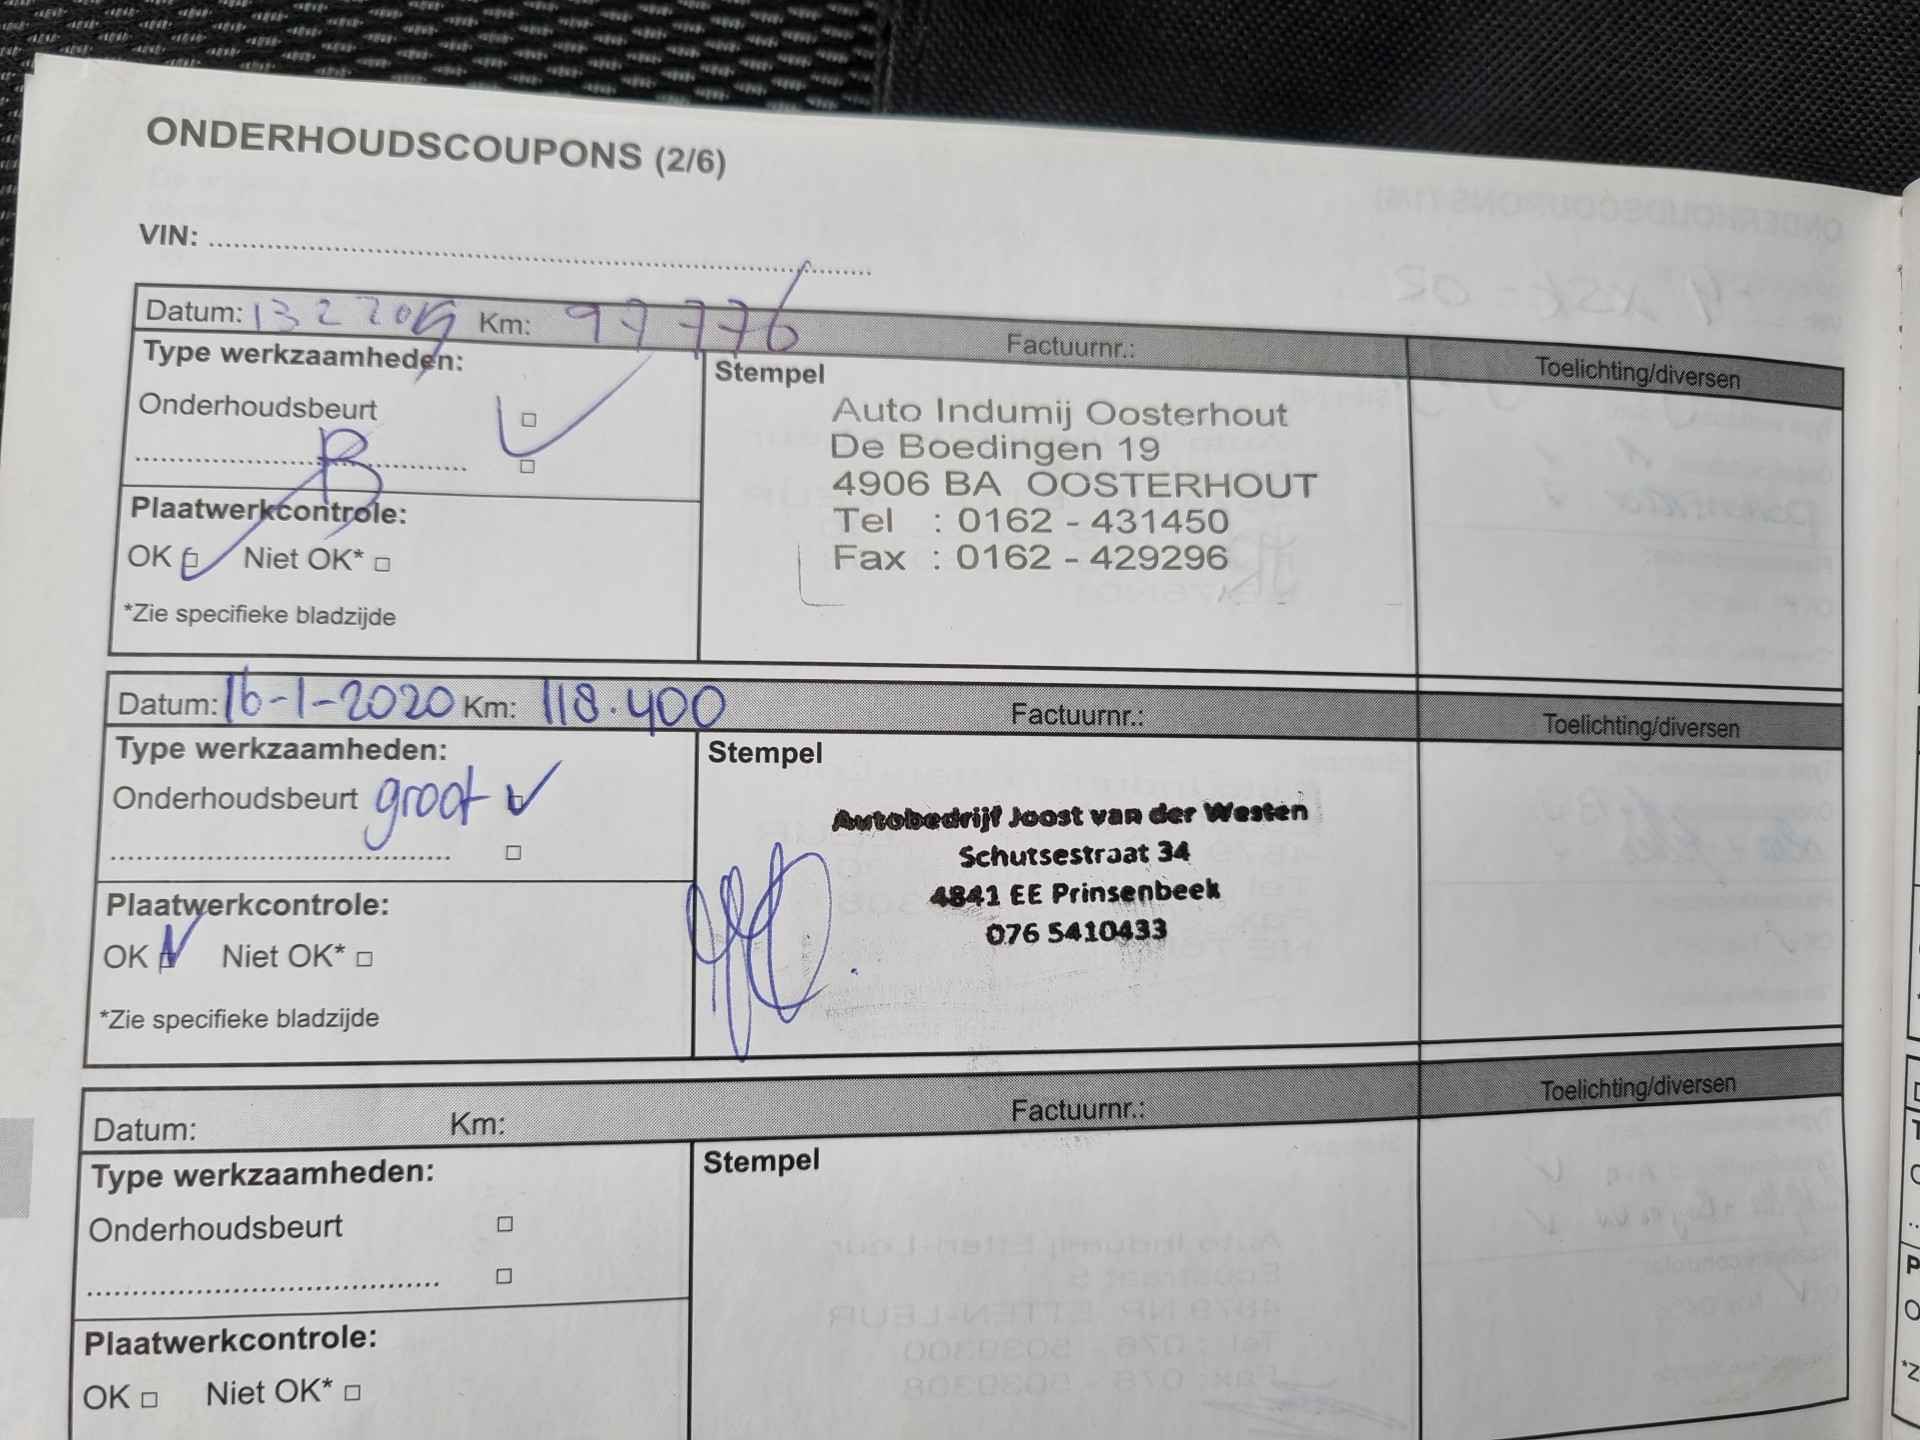 ONDERHOUDSCOUPONS (2/6)
VIN:
Datum: 13 2 2019 Km: 97776 Factuurnr.: Toelichting/diversen
Type werkzaamheden:
Onderhoudsbeurt
B
Plaatwerkcontrole:
OK Niet OK*
*Zie specifieke bladzijde
Stempel
Auto Indumij Oosterhout
De Boedingen 19
4906 BA OOSTERHOUT
Tel : 0162 - 431450
Fax : 0162 - 429296
Datum: 16-1-2020 Km: 118.400 Factuurnr.: Toelichting/diversen
Type werkzaamheden:
Onderhoudsbeurt groot
Plaatwerkcontrole:
OK Niet OK*
*Zie specifieke bladzijde
Stempel
Autobedrijf Joost van der Westen
Schutsestraat 34
4841 EE Prinsenbeek
076 5410433
Datum: Km: Factuurnr.: Toelichting/diversen
Type werkzaamheden:
Onderhoudsbeurt
Plaatwerkcontrole:
OK Niet OK*
Stempel